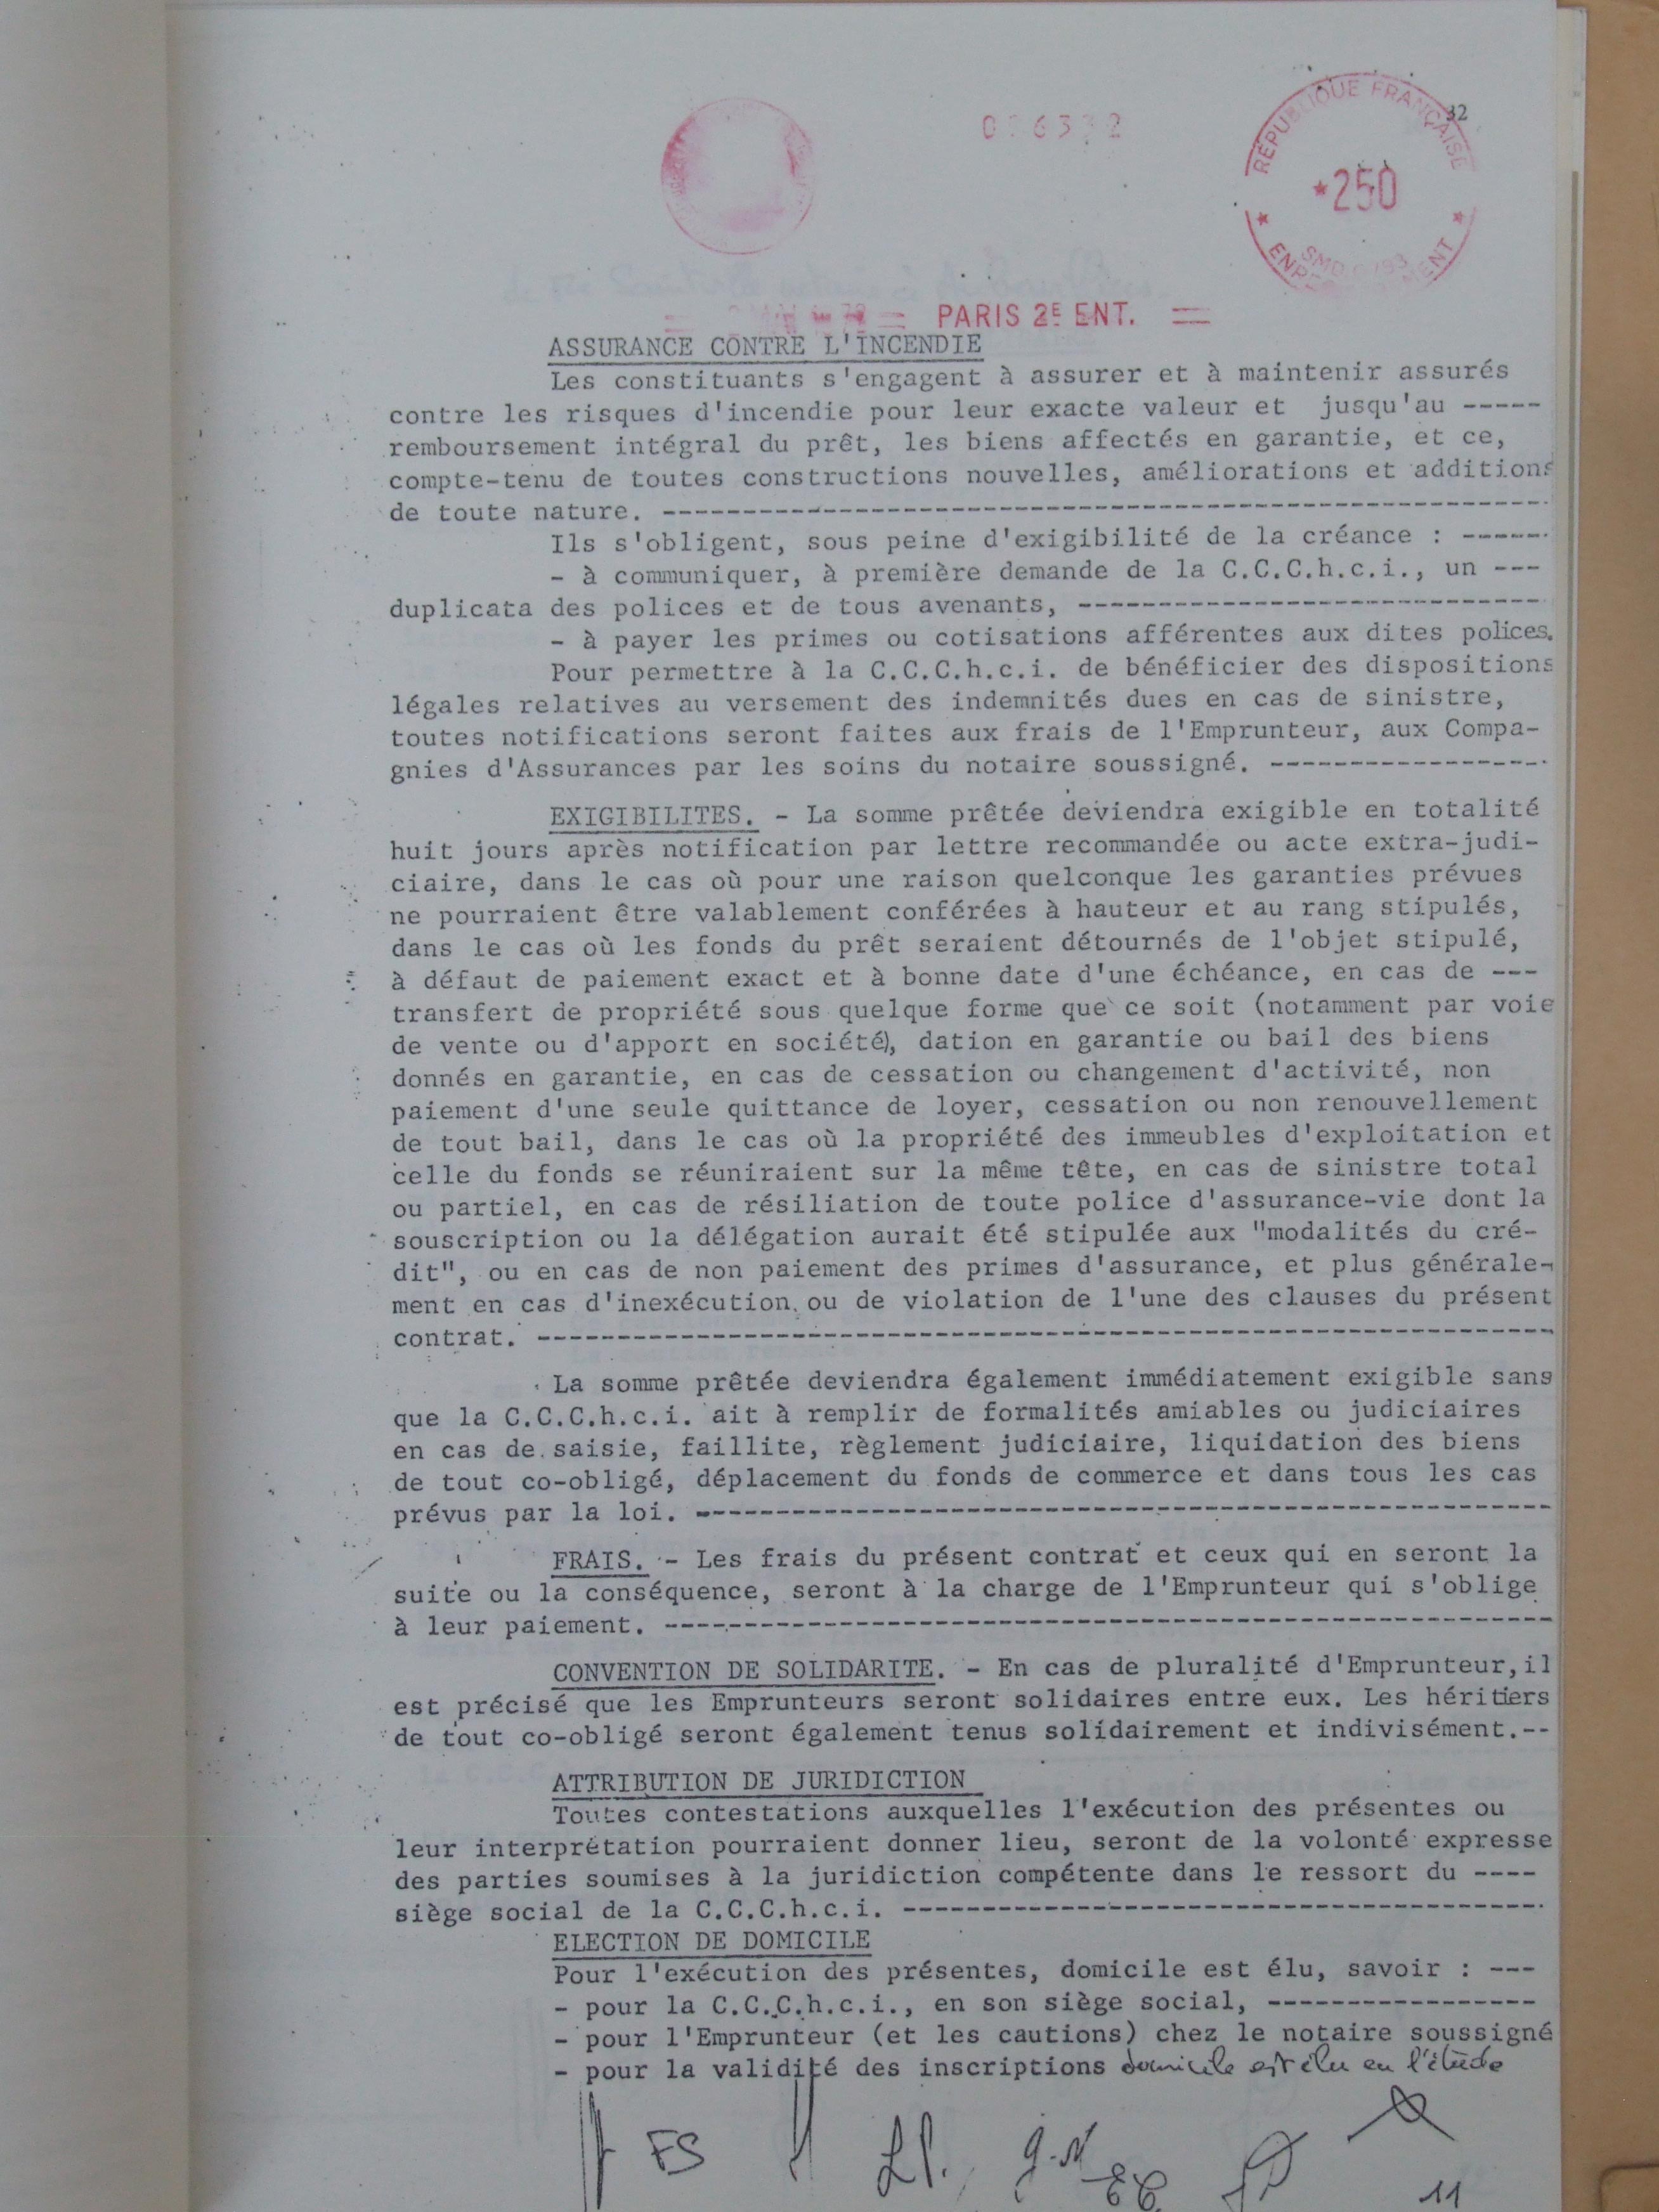 32
RÉPUBLIQUE FRANÇAISE
*250
PARIS 2E ENT.
ASSURANCE CONTRE L'INCENDIE
Les constituants s'engagent à assurer et à maintenir assurés
contre les risques d'incendie pour leur exacte valeur et jusqu'au -----
remboursement intégral du prêt, les biens affectés en garantie, et ce,
compte-tenu de toutes constructions nouvelles, améliorations et additions
de toute nature. -------------------------------------------------------
Ils s'obligent, sous peine d'exigibilité de la créance : ------
- à communiquer, à première demande de la C.C.C.h.c.i., un ---
duplicata des polices et de tous avenants, -----------------------------
- à payer les primes ou cotisations afférentes aux dites polices.
Pour permettre à la C.C.C.h.c.i. de bénéficier des dispositions
légales relatives au versement des indemnités dues en cas de sinistre,
toutes notifications seront faites aux frais de l'Emprunteur, aux Compa-
gnies d'Assurances par les soins du notaire soussigné. -----------------
EXIGIBILITES. - La somme prêtée deviendra exigible en totalité
huit jours après notification par lettre recommandée ou acte extra-judi-
ciaire, dans le cas où pour une raison quelconque les garanties prévues
ne pourraient être valablement conférées à hauteur et au rang stipulés,
dans le cas où les fonds du prêt seraient détournés de l'objet stipulé,
à défaut de paiement exact et à bonne date d'une échéance, en cas de ---
transfert de propriété sous quelque forme que ce soit (notamment par voie
de vente ou d'apport en société), dation en garantie ou bail des biens
donnés en garantie, en cas de cessation ou changement d'activité, non
paiement d'une seule quittance de loyer, cessation ou non renouvellement
de tout bail, dans le cas où la propriété des immeubles d'exploitation et
celle du fonds se réuniraient sur la même tête, en cas de sinistre total
ou partiel, en cas de résiliation de toute police d'assurance-vie dont la
souscription ou la délégation aurait été stipulée aux "modalités du cré-
dit", ou en cas de non paiement des primes d'assurance, et plus générale-
ment en cas d'inexécution ou de violation de l'une des clauses du présent
contrat. ---------------------------------------------------------------
La somme prêtée deviendra également immédiatement exigible sans
que la C.C.C.h.c.i. ait à remplir de formalités amiables ou judiciaires
en cas de saisie, faillite, règlement judiciaire, liquidation des biens
de tout co-obligé, déplacement du fonds de commerce et dans tous les cas
prévus par la loi. -----------------------------------------------------
FRAIS. - Les frais du présent contrat et ceux qui en seront la
suite ou la conséquence, seront à la charge de l'Emprunteur qui s'oblige
à leur paiement. -------------------------------------------------------
CONVENTION DE SOLIDARITE. - En cas de pluralité d'Emprunteur, il
est précisé que les Emprunteurs seront solidaires entre eux. Les héritiers
de tout co-obligé seront également tenus solidairement et indivisément.--
ATTRIBUTION DE JURIDICTION
Toutes contestations auxquelles l'exécution des présentes ou
leur interprétation pourraient donner lieu, seront de la volonté expresse
des parties soumises à la juridiction compétente dans le ressort du ----
siège social de la C.C.C.h.c.i. ----------------------------------------
ELECTION DE DOMICILE
Pour l'exécution des présentes, domicile est élu, savoir : ---
- pour la C.C.C.h.c.i., en son siège social, -----------------
- pour l'Emprunteur (et les cautions) chez le notaire soussigné
- pour la validité des inscriptions domicile est élu en l'étude
FS
11